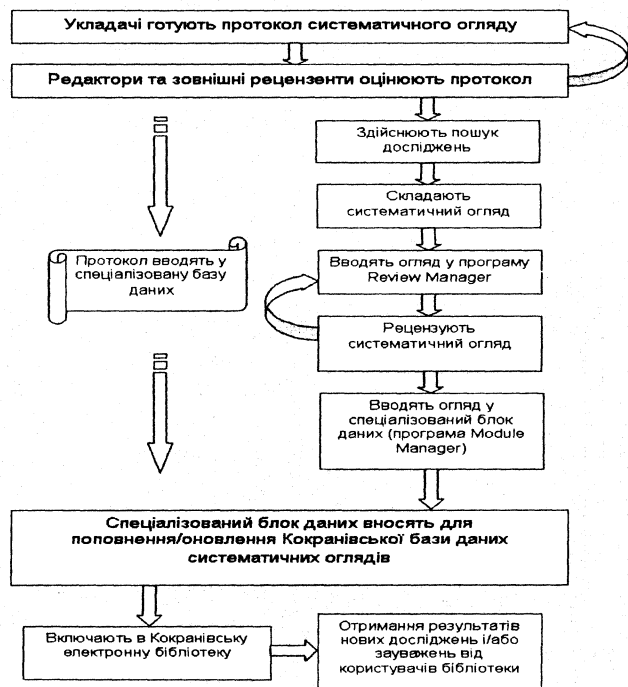 Укладачі готують протокол систематичного огляду
Редактори та зовнішні рецензенти оцінюють протокол
Здійснюють пошук
досліджень
Складають
систематичний огляд
Протокол вводять у
спеціалізовану базу
даних
Вводять огляд у програму
Review Manager
Рецензують
систематичний огляд
Вводять огляд у
спеціалізований блок
даних (програма Module
Manager)
Спеціалізований блок даних вносять для
поповнення/оновлення Кокранівської бази даних
систематичних оглядів
Включають в Кокранівську
електронну бібліотеку
Отримання результатів
нових досліджень і/або
зауважень від
користувачів бібліотеки